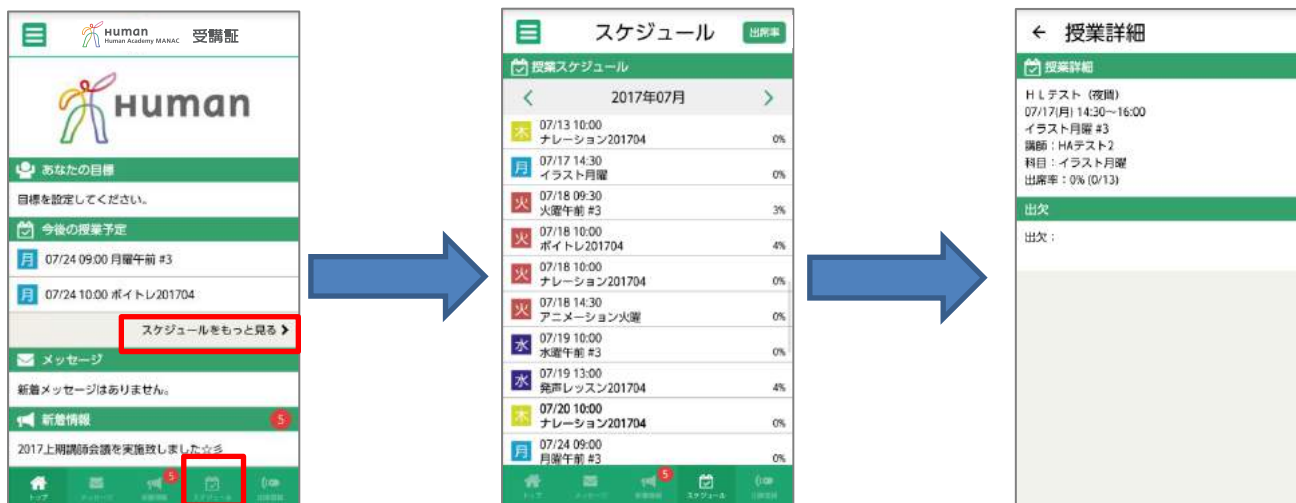 Human
Human Academy MANAC
受講証
Human
あなたの目標
目標を設定してください。
今後の授業予定
月 07/24 09:00 月曜午前 #3
月 07/24 10:00 ボイトレ201704
スケジュールをもっと見る
メッセージ
新着メッセージはありません。
新着情報 5
2017上期講師会議を実施致しました☆彡
トップ
5
スケジュール
スケジュール
出席率
授業スケジュール
2017年07月
木 07/13 10:00
ナレーション201704 0%
月 07/17 14:30
イラスト月曜 0%
火 07/18 09:30
火曜午前 #3 3%
火 07/18 10:00
ボイトレ201704 4%
火 07/18 10:00
ナレーション201704 0%
火 07/18 14:30
アニメーション火曜 0%
水 07/19 10:00
水曜午前 #3 0%
水 07/19 13:00
発声レッスン201704 4%
木 07/20 10:00
ナレーション201704 0%
月 07/24 09:00
月曜午前 #3 0%
5
スケジュール
授業詳細
授業詳細
HLテスト (夜間)
07/17(月) 14:30~16:00
イラスト月曜 #3
講師:HAテスト2
科目:イラスト月曜
出席率:0% (0/13)
出欠
出欠: